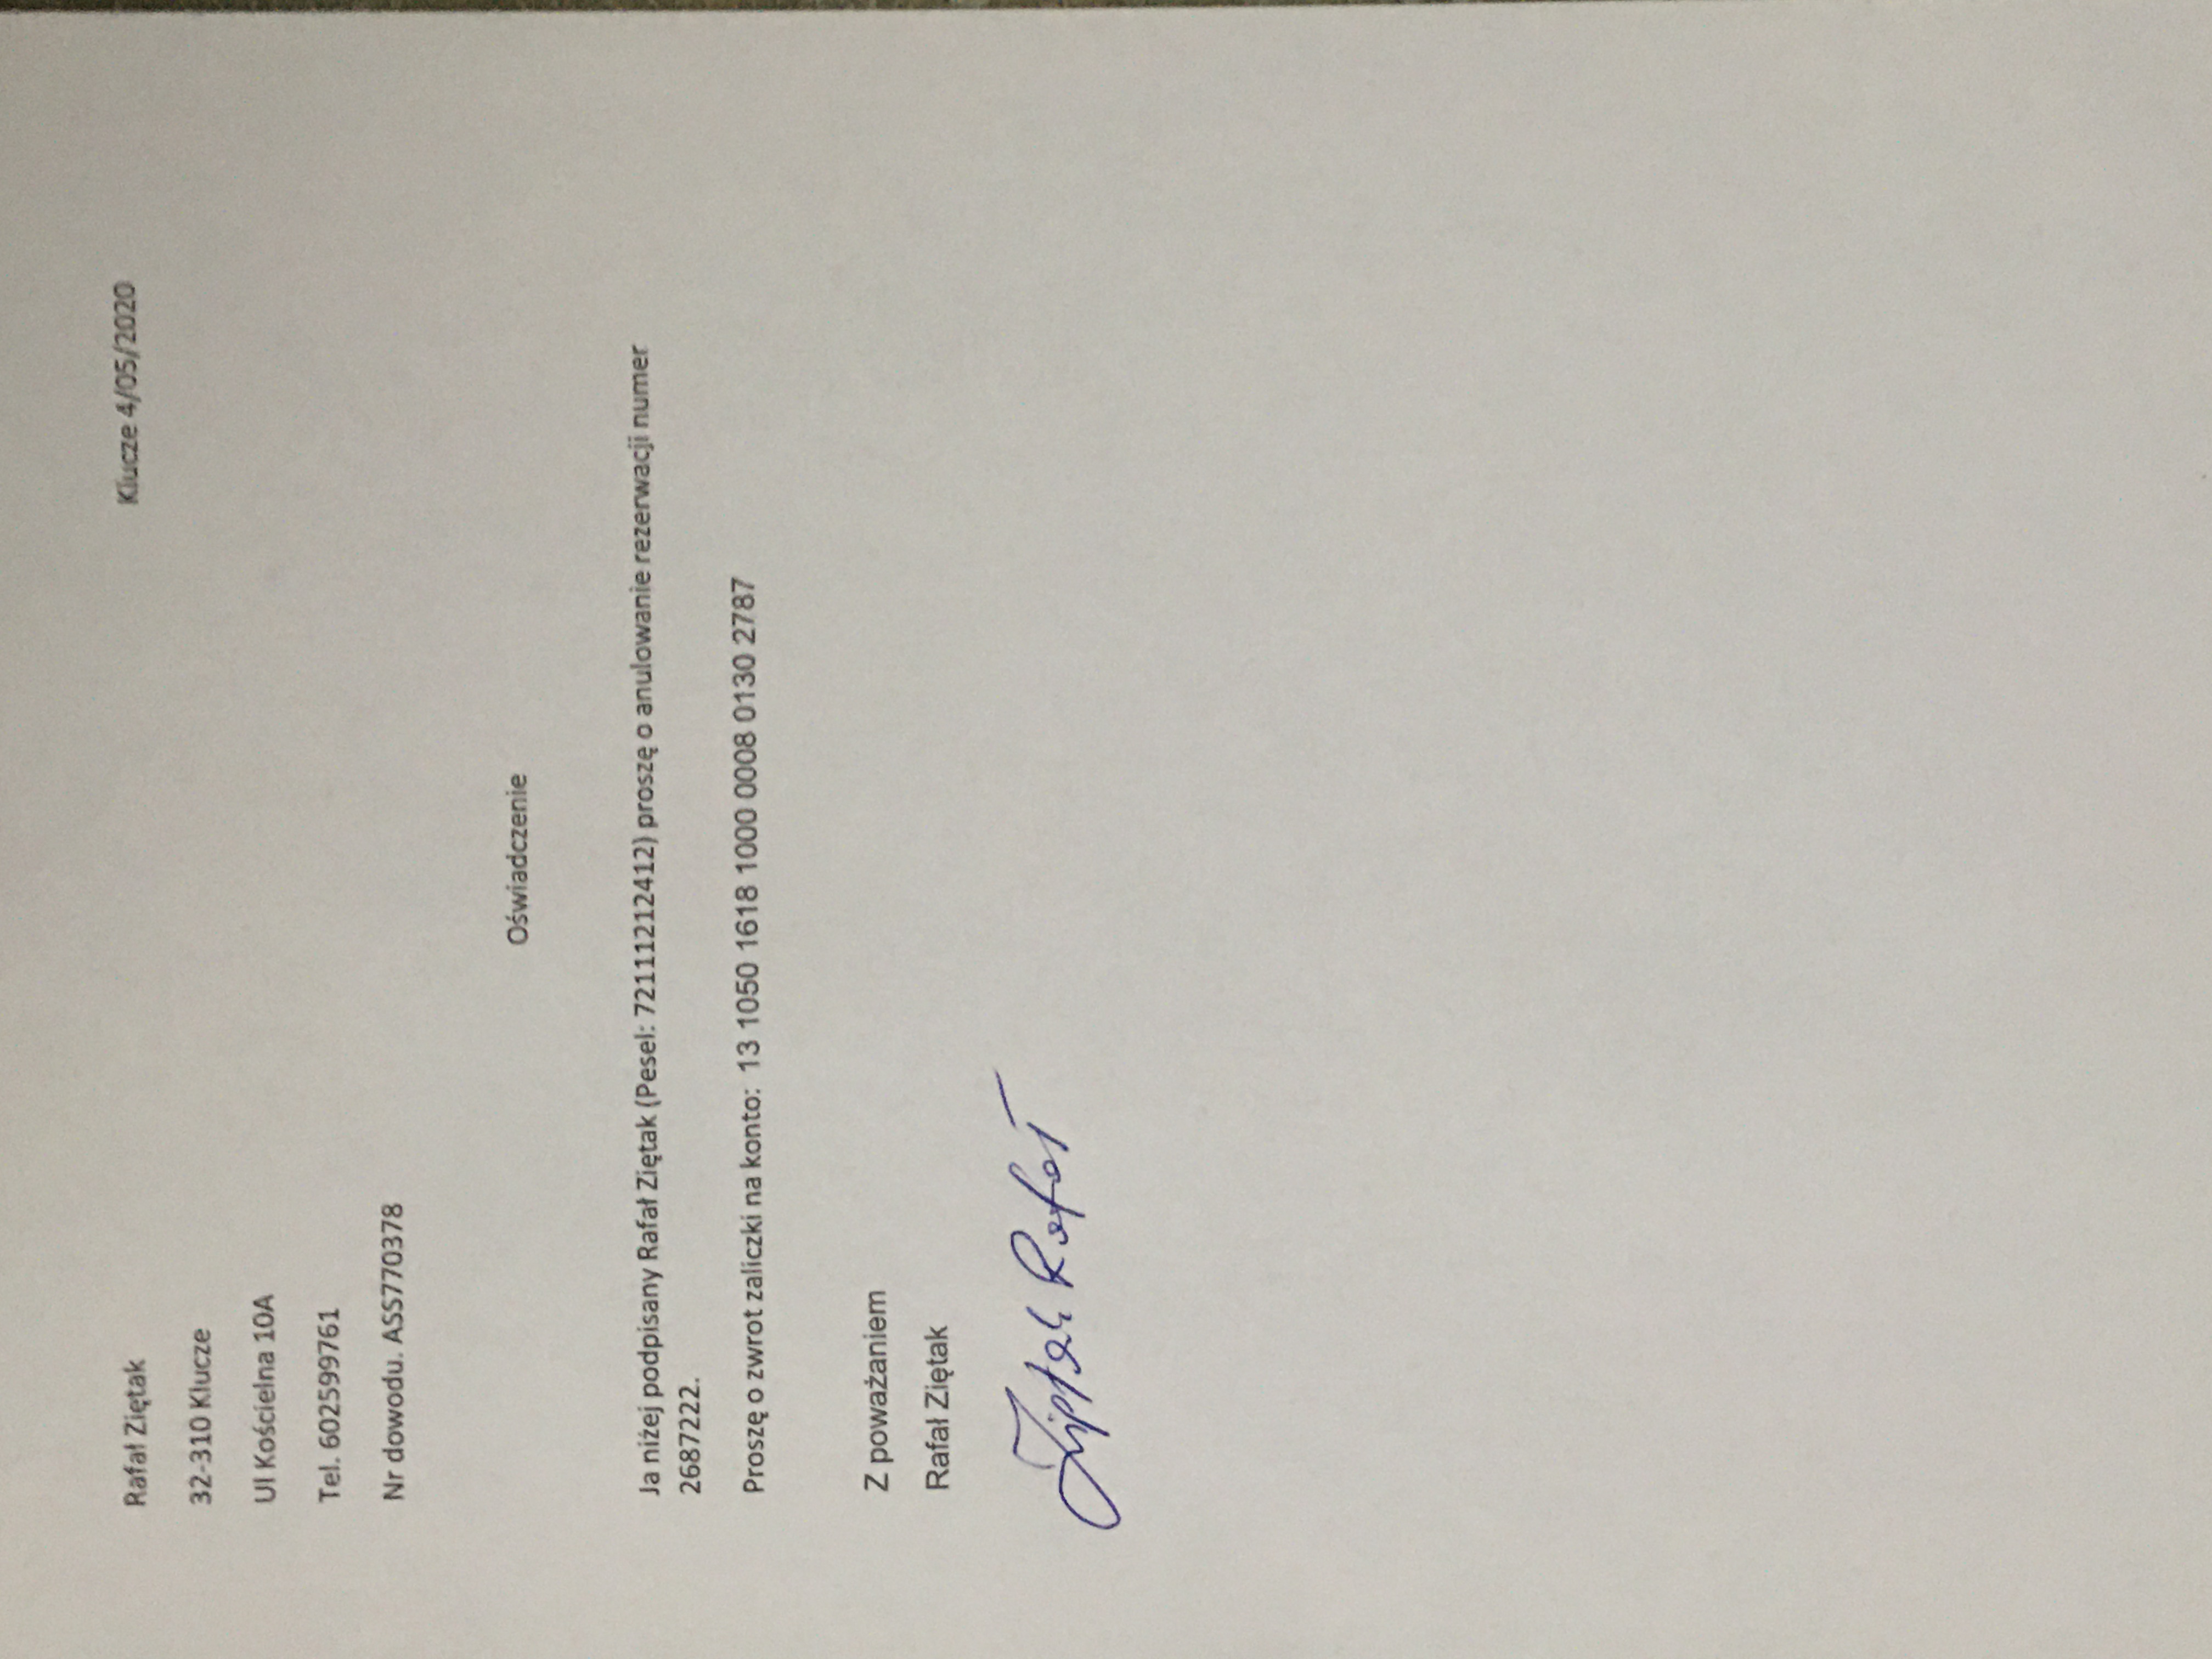 Rafał Ziętak
Klucze 4/05/2020
32-310 Klucze
Ul Kościelna 10A
Tel. 602599761
Nr dowodu. ASS770378
Oświadczenie
Ja niżej podpisany Rafał Ziętak (Pesel: 72111212412) proszę o anulowanie rezerwacji numer
2687222.
Proszę o zwrot zaliczki na konto: 13 1050 1618 1000 0008 0130 2787
Z poważaniem
Rafał Ziętak
Ziętak Rafał